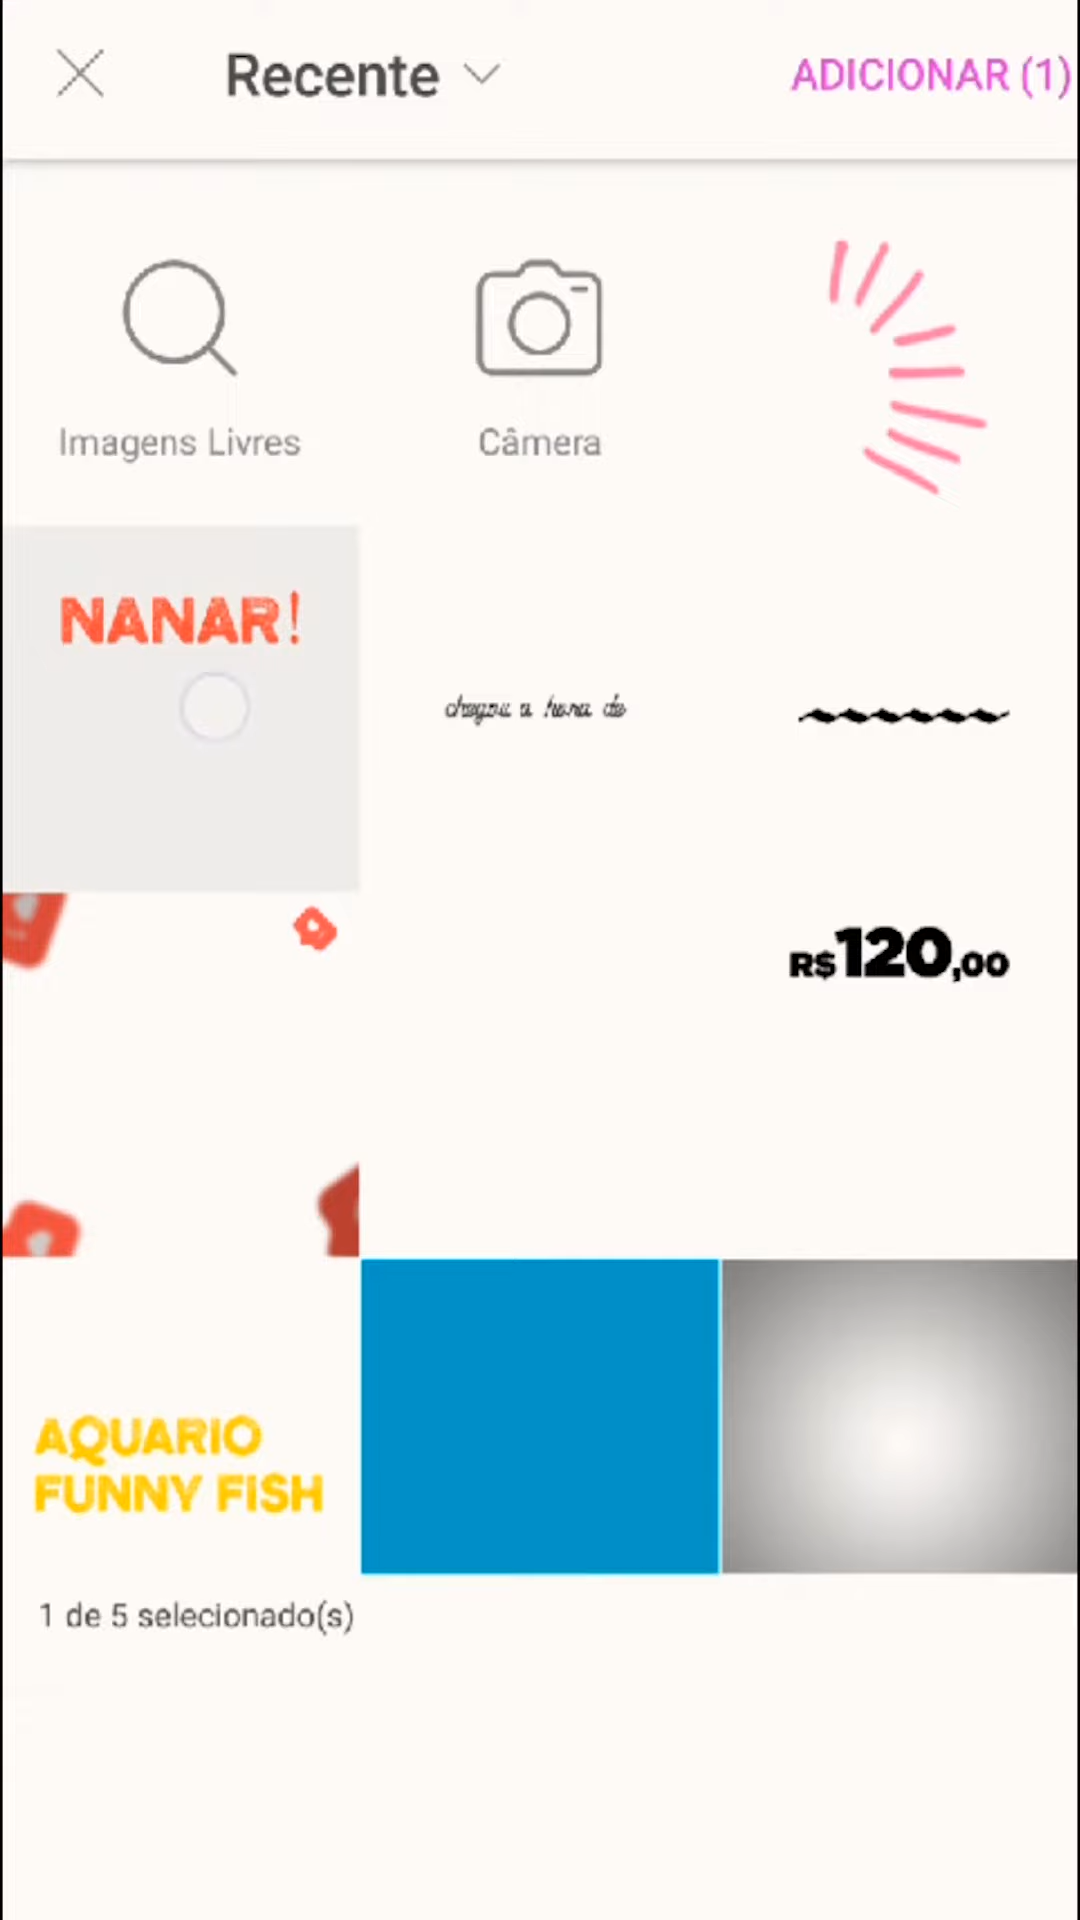 Recente
ADICIONAR (1)
Imagens Livres
Câmera
NANAR!
chegou a hora de
R$120,00
AQUARIO
FUNNY FISH
1 de 5 selecionado(s)